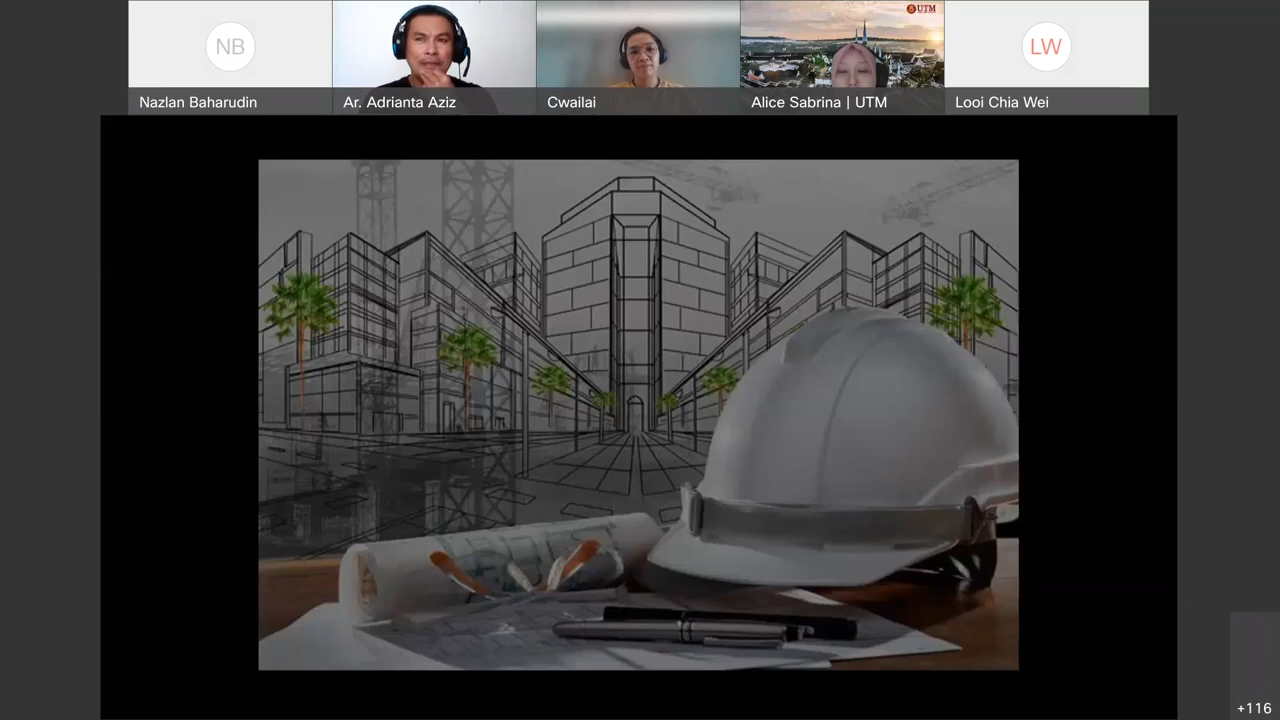 NB
UTM
LW
Nazlan Baharudin
Ar. Adrianta Aziz
Cwailai
Alice Sabrina | UTM
Looi Chia Wei
+116